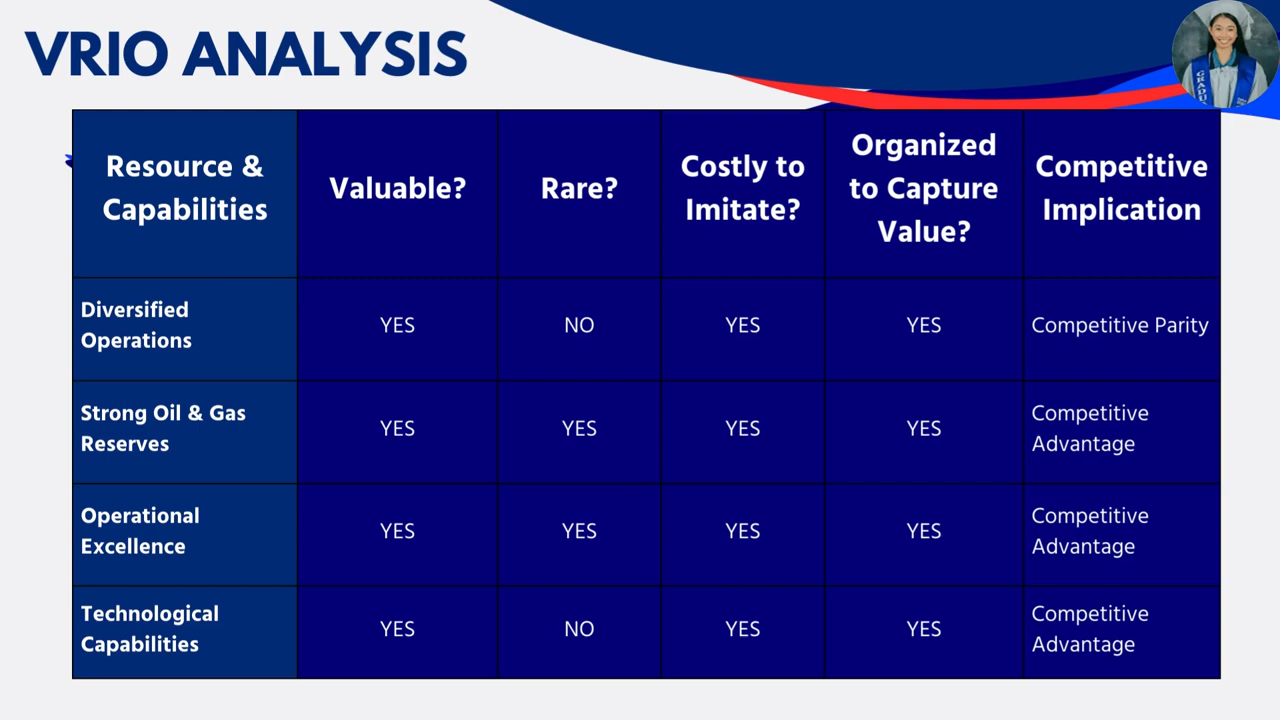 VRIO ANALYSIS
Resource &
Capabilities
Valuable?
Rare?
Costly to
Imitate?
Organized
to Capture
Value?
Competitive
Implication
Diversified
Operations
YES
NO
YES
YES
Competitive Parity
Strong Oil & Gas
Reserves
YES
YES
YES
YES
Competitive
Advantage
Operational
Excellence
YES
YES
YES
YES
Competitive
Advantage
Technological
Capabilities
YES
NO
YES
YES
Competitive
Advantage